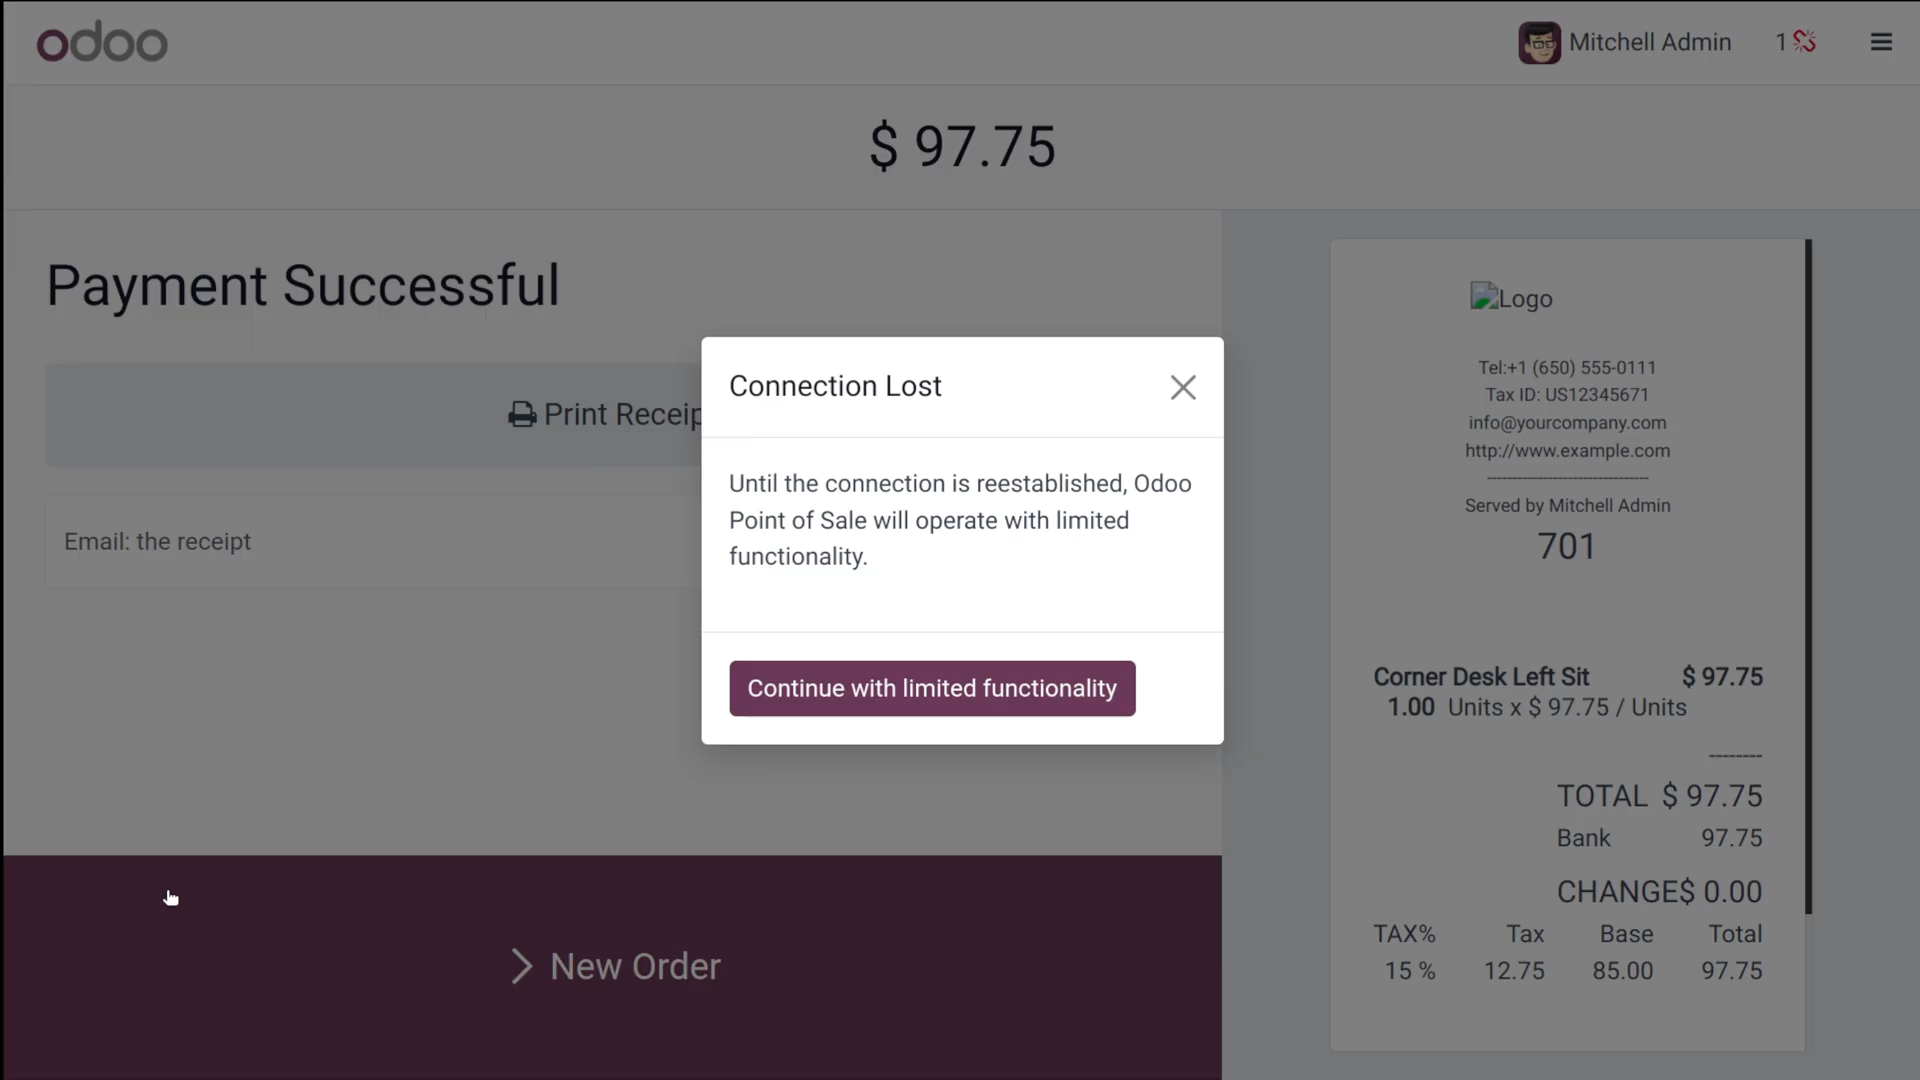 odoo
Mitchell Admin
1
$ 97.75
Payment Successful
Print Receip
Email: the receipt
New Order
Connection Lost
Until the connection is reestablished, Odoo
Point of Sale will operate with limited
functionality.
Continue with limited functionality
Logo
Tel:+1 (650) 555-0111
Tax ID: US12345671
info@yourcompany.com
http://www.example.com
--------------------------------
Served by Mitchell Admin
701
Corner Desk Left Sit $ 97.75
1.00 Units x $ 97.75 / Units
--------
TOTAL $ 97.75
Bank 97.75
CHANGE$ 0.00
TAX% Tax Base Total
15 % 12.75 85.00 97.75